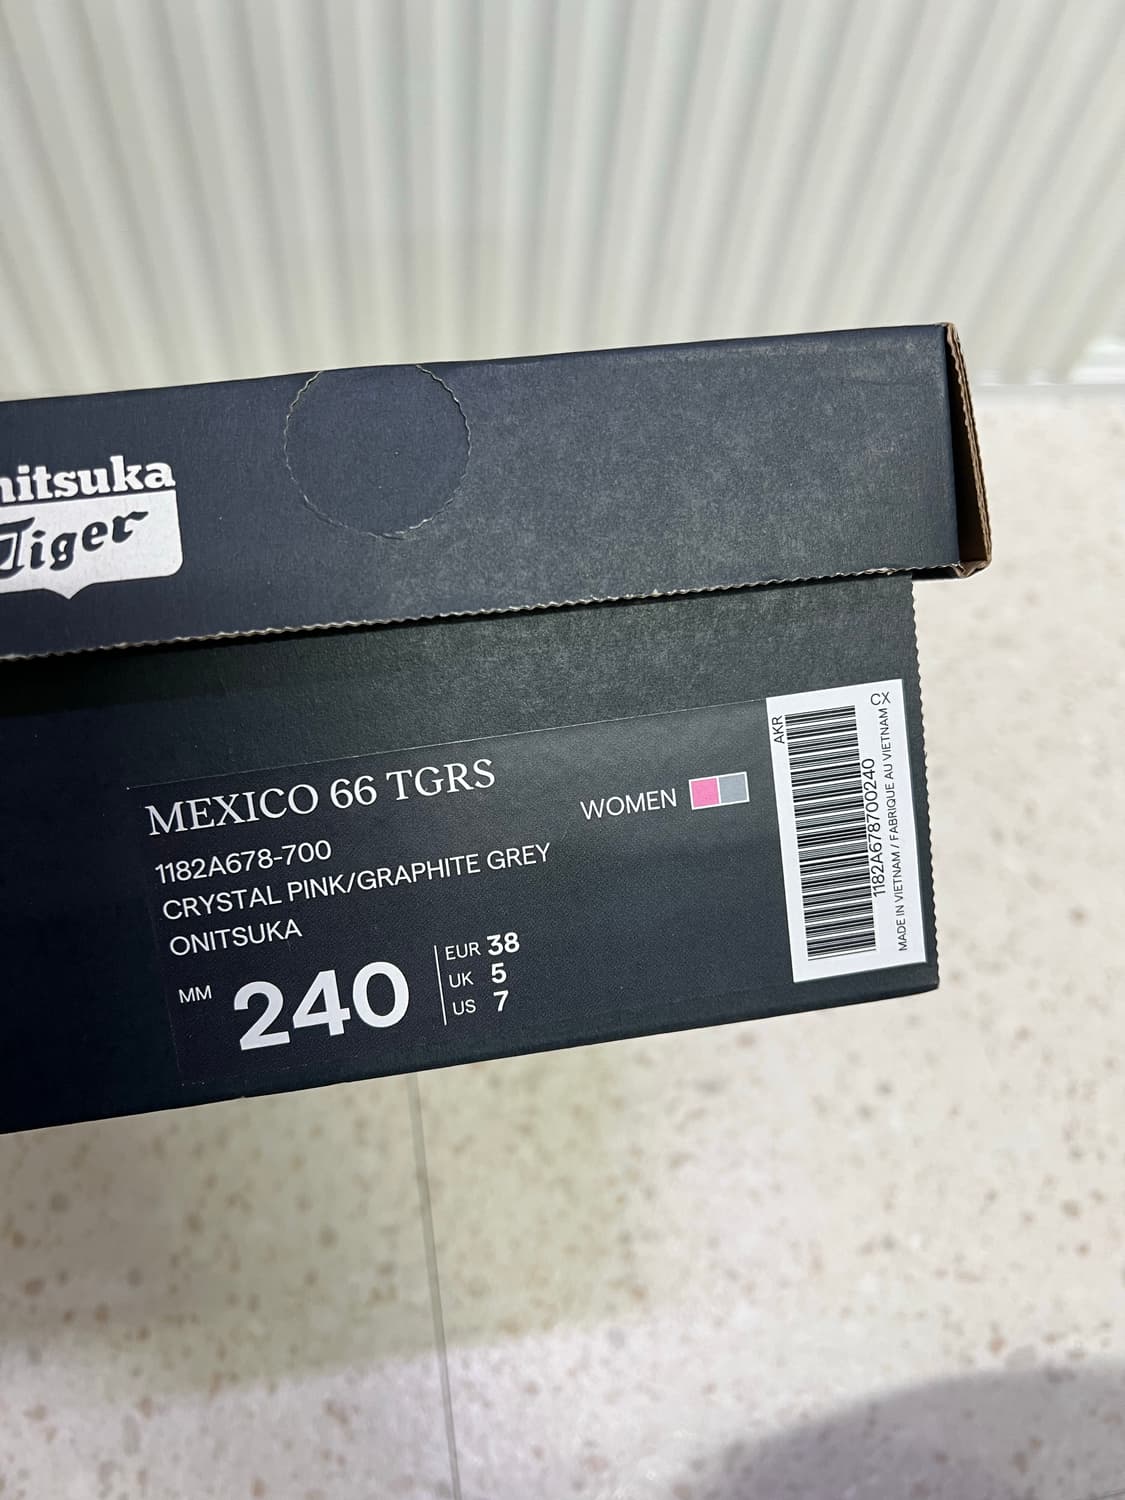 nitsuka
Tiger
MEXICO 66 TGRS
1182A678-700
CRYSTAL PINK/GRAPHITE GREY
ONITSUKA
MM 240
EUR 38
UK 5
US 7
WOMEN
AKR
1182A678700240
MADE IN VIETNAM / FABRIQUE AU VIETNAM CX